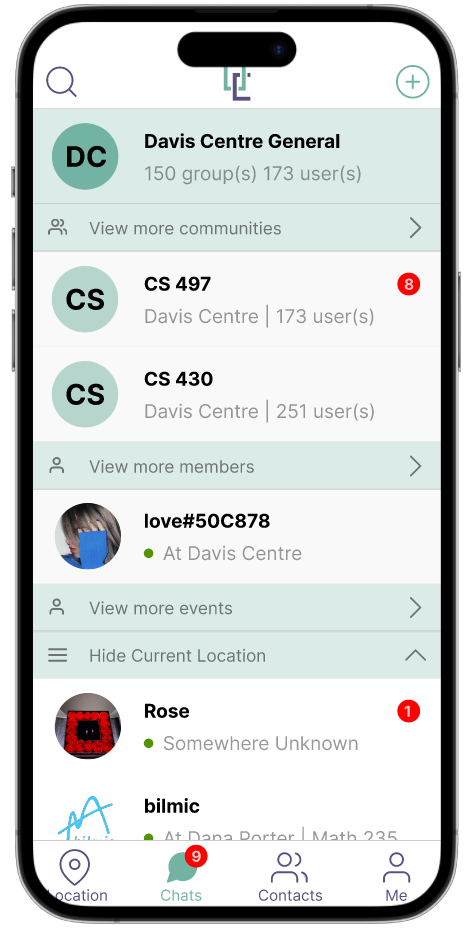 DC
Davis Centre General
150 group(s) 173 user(s)
View more communities
CS
CS 497
8
Davis Centre | 173 user(s)
CS
CS 430
Davis Centre | 251 user(s)
View more members
love#50C878
At Davis Centre
View more events
Hide Current Location
Rose
1
Somewhere Unknown
bilmic
At Dana Porter | Math 235
9
Location
Chats
Contacts
Me